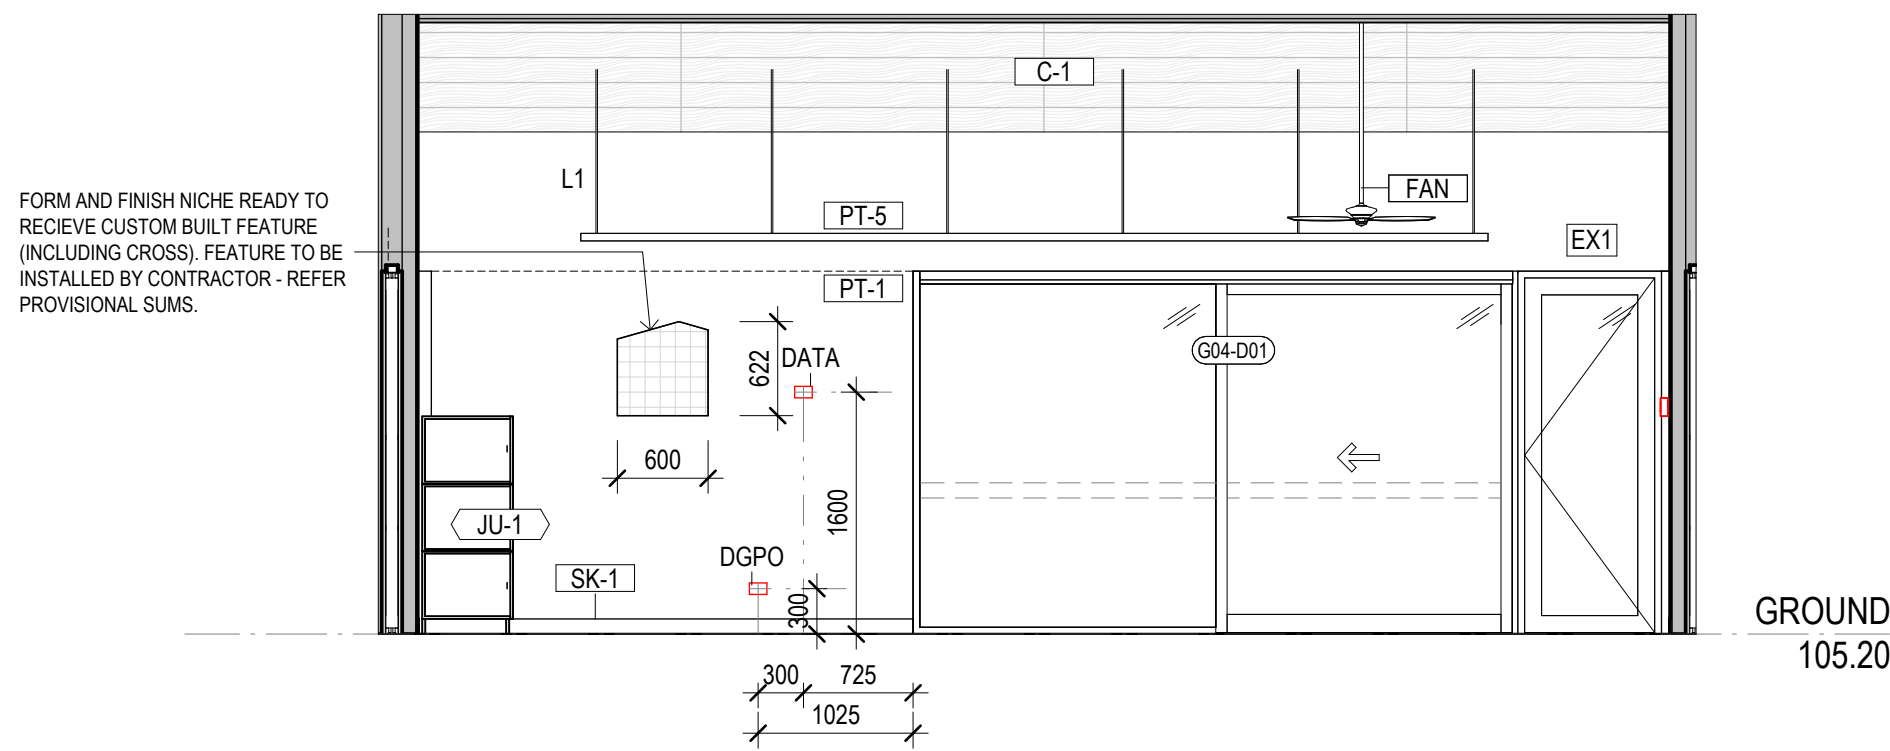 C-1
L1
FAN
FORM AND FINISH NICHE READY TO
RECIEVE CUSTOM BUILT FEATURE
(INCLUDING CROSS). FEATURE TO BE
INSTALLED BY CONTRACTOR - REFER
PROVISIONAL SUMS.
PT-5
EX1
PT-1
G04-D01
622
DATA
600
1600
JU-1
DGPO
SK-1
300
GROUND
105.20
300
725
1025